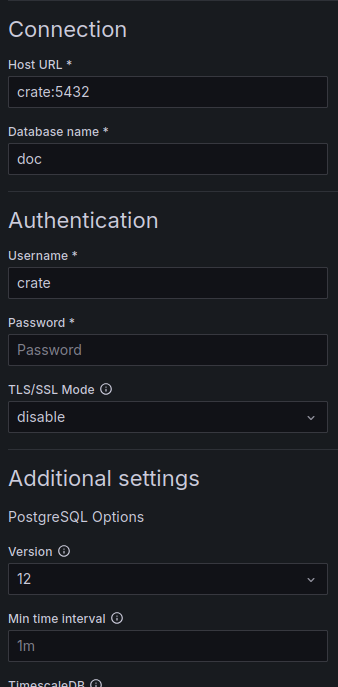 Connection
Host URL *
crate:5432
Database name *
doc
Authentication
Username *
crate
Password *
Password
TLS/SSL Mode
disable
Additional settings
PostgreSQL Options
Version
12
Min time interval
1m
TimescaleDB